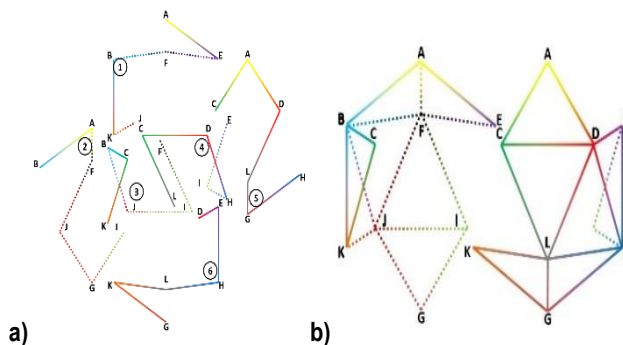 A
B 1 F E
A
C D
L
G 5 H
A
2
B F
J I
G
K J
B C
3
K J I
C D
F 4
L
E
I H
D E
6
K L H
G
a)
A
B C E
F
J I
K
G
A
C D
L
K
G
b)